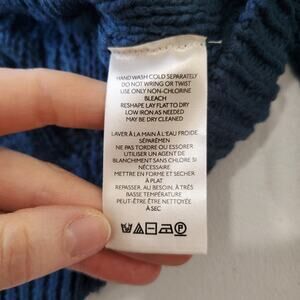 HAND WASH COLD SEPARATELY
DO NOT WRING OR TWIST
USE ONLY NON-CHLORINE
BLEACH
RESHAPE LAY FLAT TO DRY
LOW IRON AS NEEDED
MAY BE DRY CLEANED
LAVER À LA MAIN À L'EAU FROIDE
SÉPARÉMEN
NE PAS TORDRE OU ESSORER
UTILISER UN AGENT DE
BLANCHIMENT SANS CHLORE SI
NÉCESSAIRE
METTRE EN FORME ET SÉCHER
À PLAT
REPASSER, AU BESOIN, À TRÈS
BASSE TEMPÉRATURE
PEUT-ÊTRE ÊTRE NETTOYÉE
À SEC
P